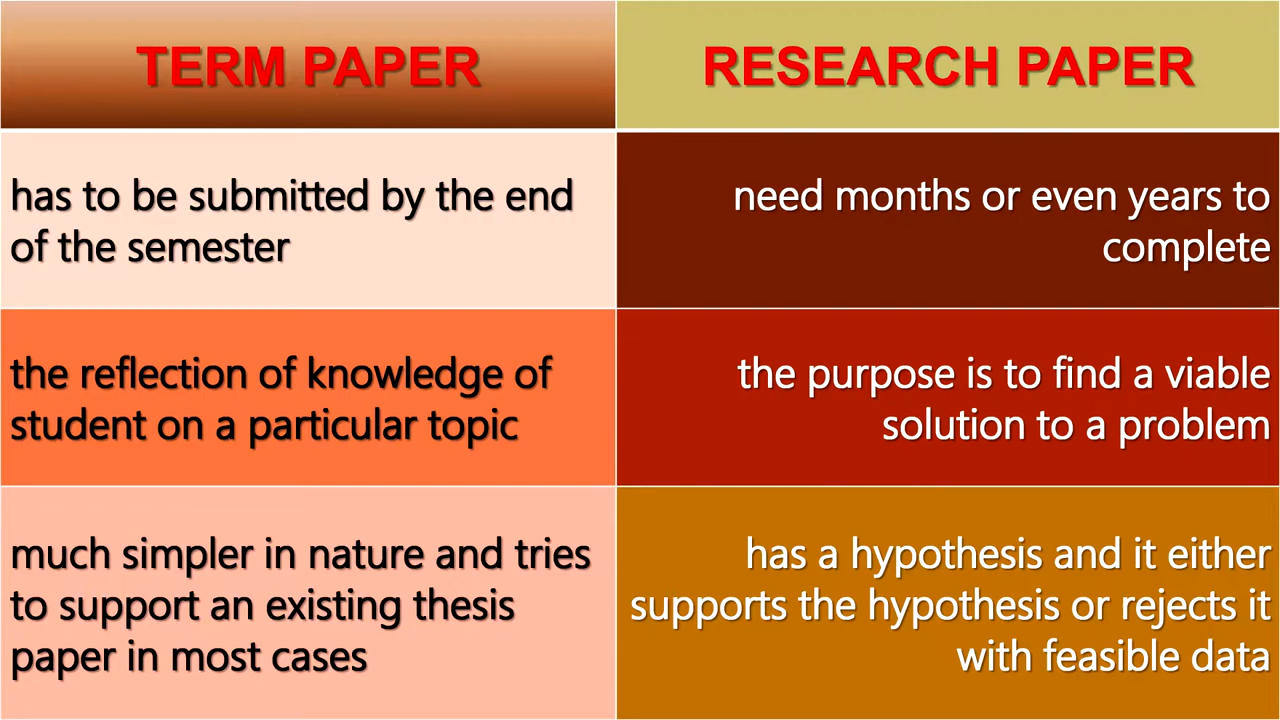 TERM PAPER
RESEARCH PAPER
has to be submitted by the end
of the semester
need months or even years to
complete
the reflection of knowledge of
student on a particular topic
the purpose is to find a viable
solution to a problem
much simpler in nature and tries
to support an existing thesis
paper in most cases
has a hypothesis and it either
supports the hypothesis or rejects it
with feasible data